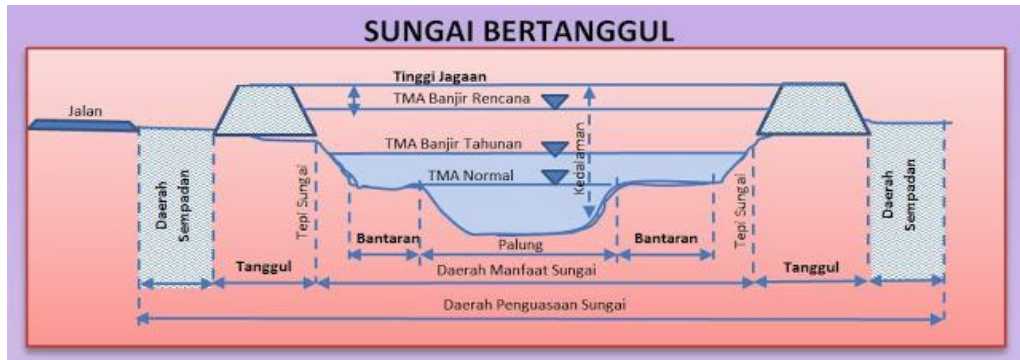 SUNGAI BERTANGGUL
Tinggi Jagaan
TMA Banjir Rencana
Jalan
TMA Banjir Tahunan
TMA Normal
Kedalaman
Daerah
Sempadan
Tepi Sungai
Tepi Sungai
Daerah
Sempadan
Bantaran
Palung
Bantaran
Tanggul
Daerah Manfaat Sungai
Tanggul
Daerah Penguasaan Sungai